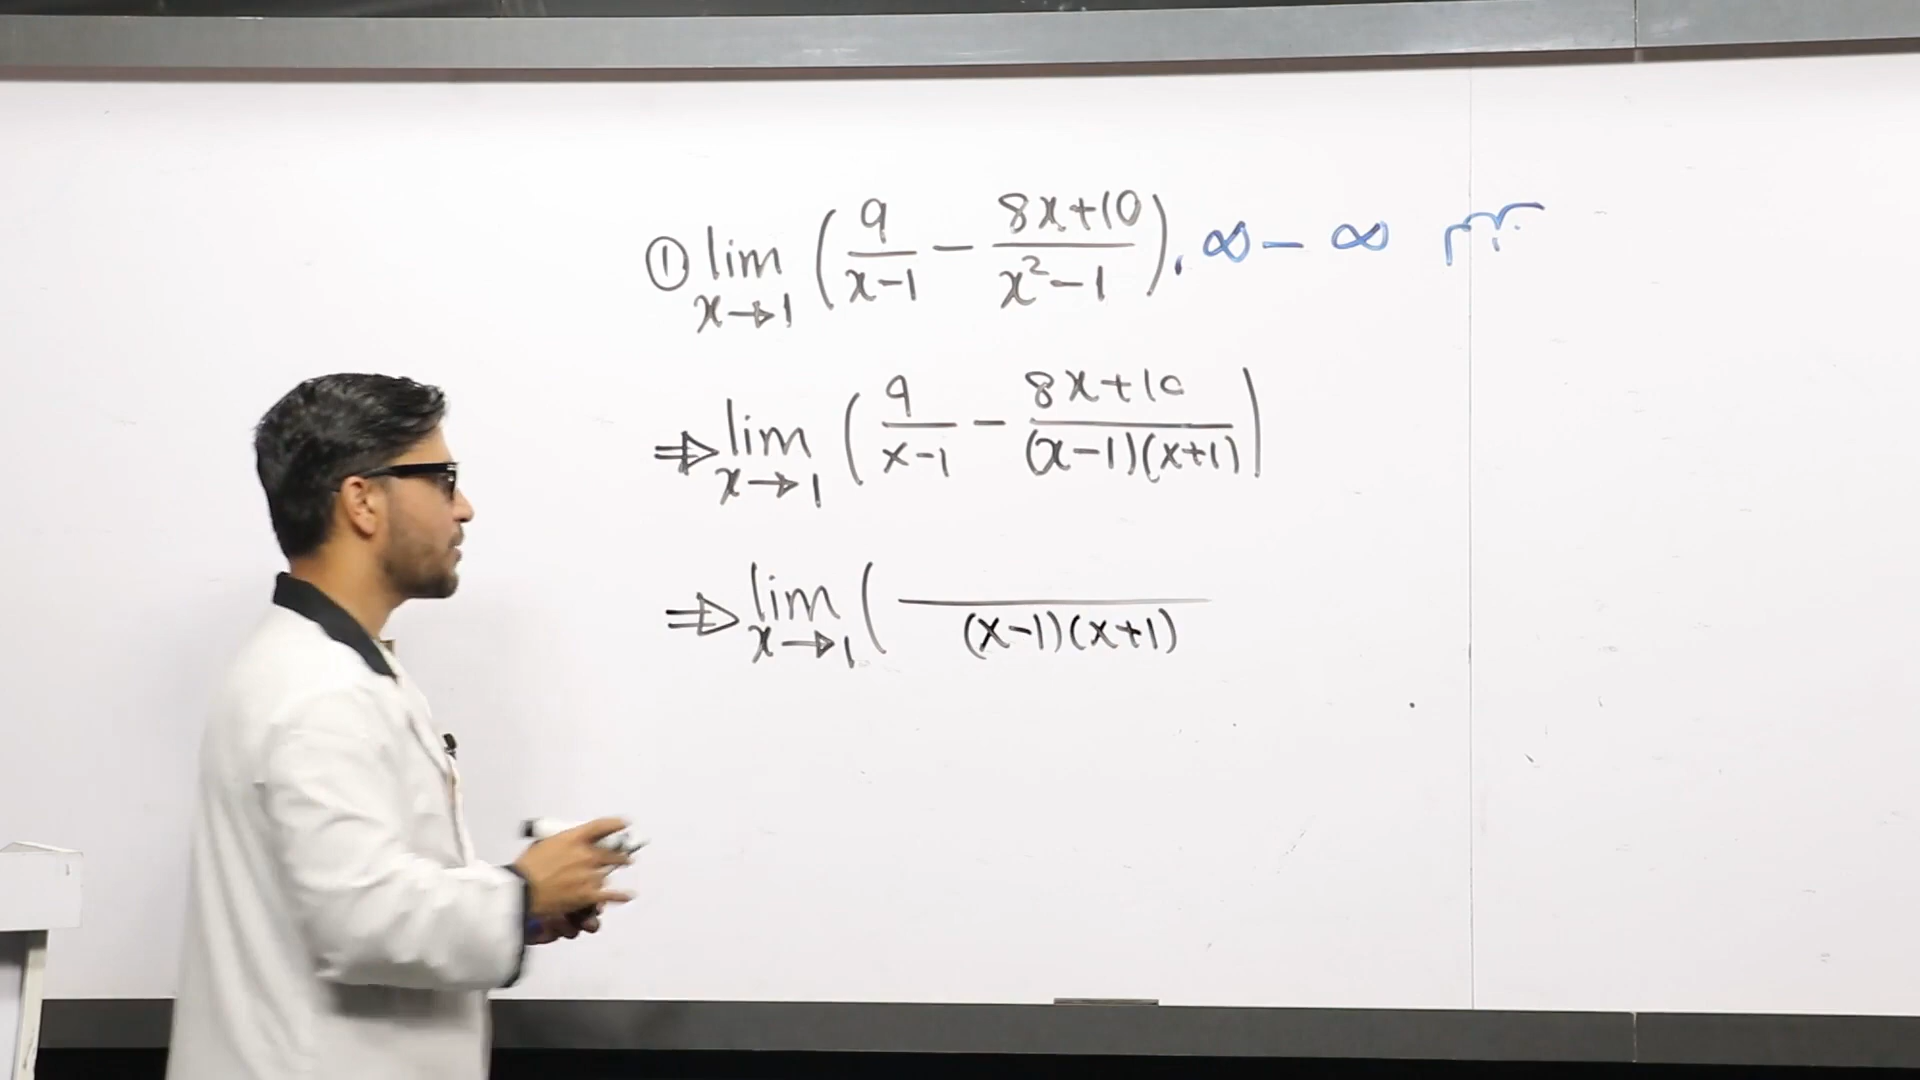 ① lim x→1 (9/(x-1) - (8x+10)/(x²-1)). ∞ - ∞
⇒ lim x→1 (9/(x-1) - (8x+10)/((x-1)(x+1)))
⇒ lim x→1 ( /((x-1)(x+1))